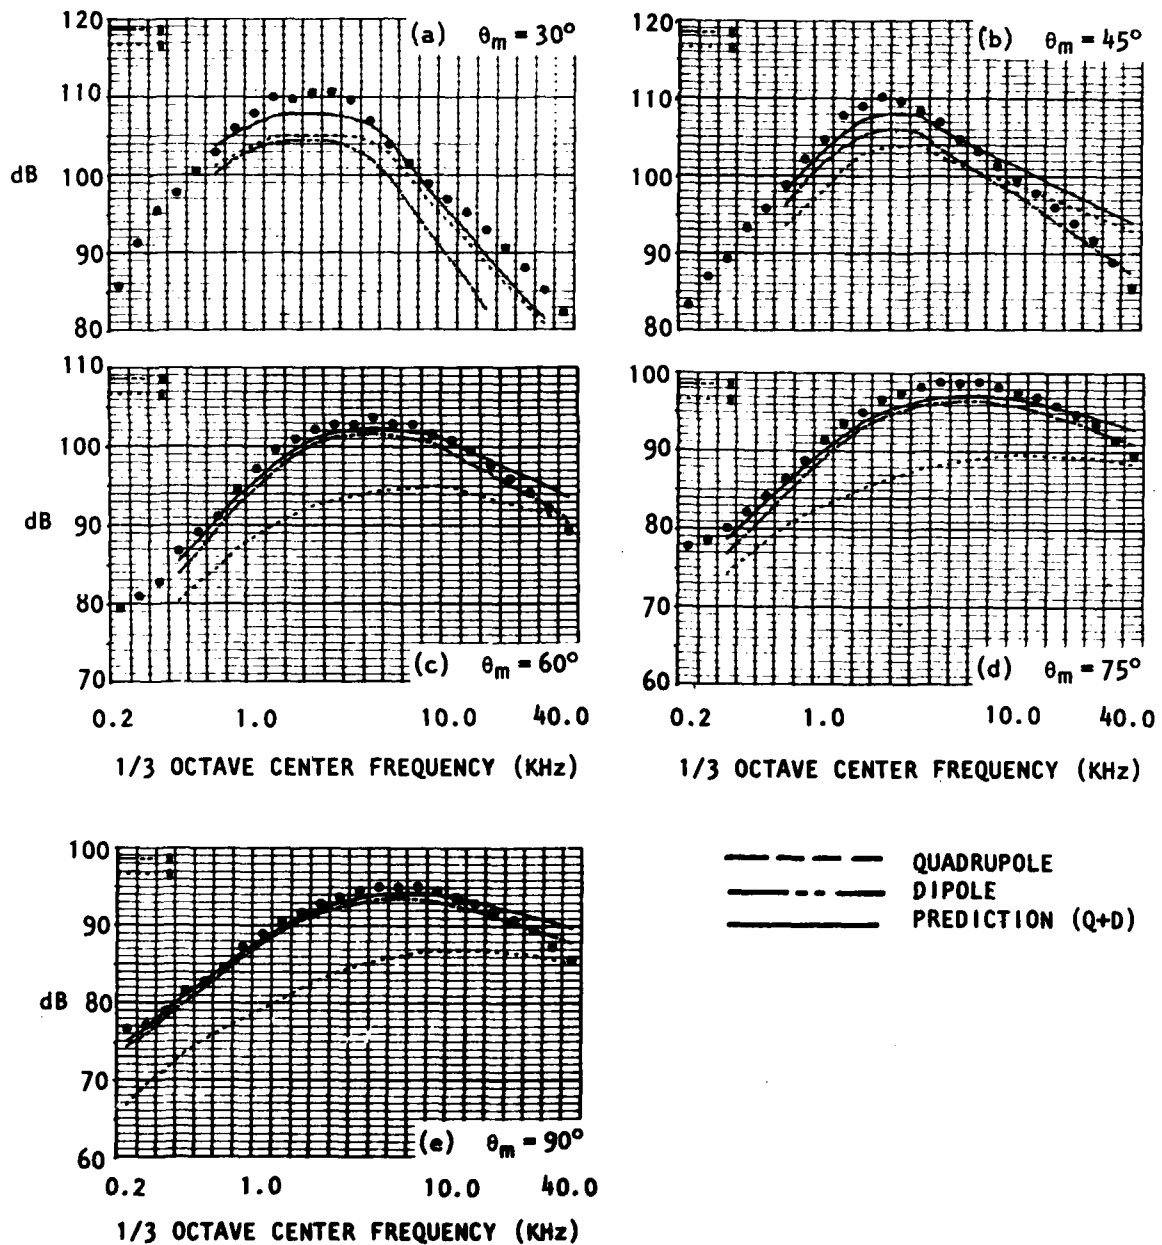 120
(a) θm = 30°
110
dB
100
90
80
120
(b) θm = 45°
110
100
90
80
110
100
dB
90
80
70
(c) θm = 60°
0.2 1.0 10.0 40.0
1/3 OCTAVE CENTER FREQUENCY (KHz)
100
90
80
70
60
(d) θm = 75°
0.2 1.0 10.0 40.0
1/3 OCTAVE CENTER FREQUENCY (KHz)
100
90
dB
80
70
60
(e) θm = 90°
0.2 1.0 10.0 40.0
1/3 OCTAVE CENTER FREQUENCY (KHz)
QUADRUPOLE
DIPOLE
PREDICTION (Q+D)